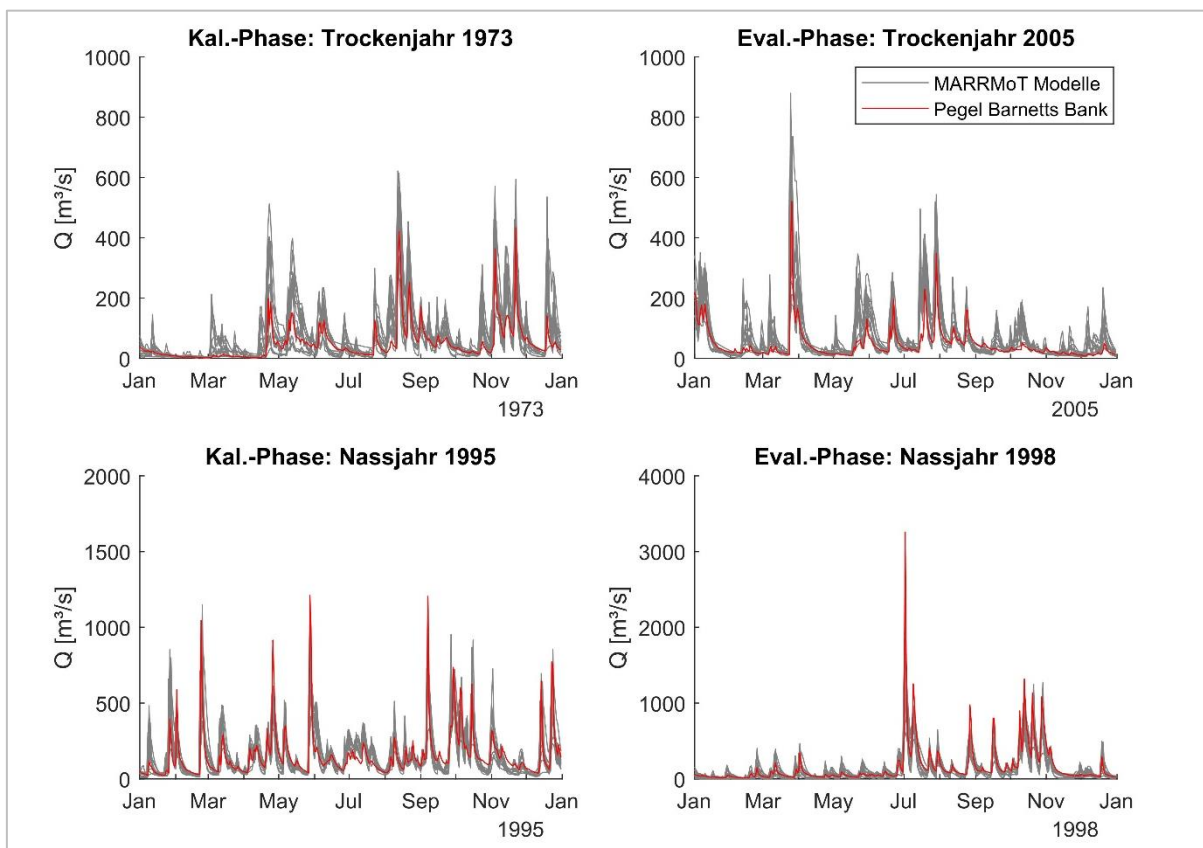 Kal.-Phase: Trockenjahr 1973
1000
800
600
400
200
0
Q [m³/s]
Jan Mar May Jul Sep Nov Jan
1973
Eval.-Phase: Trockenjahr 2005
MARRMoT Modelle
Pegel Barnetts Bank
1000
800
600
400
200
0
Q [m³/s]
Jan Mar May Jul Sep Nov Jan
2005
Kal.-Phase: Nassjahr 1995
2000
1500
1000
500
0
Q [m³/s]
Jan Mar May Jul Sep Nov Jan
1995
Eval.-Phase: Nassjahr 1998
4000
3000
2000
1000
0
Q [m³/s]
Jan Mar May Jul Sep Nov Jan
1998